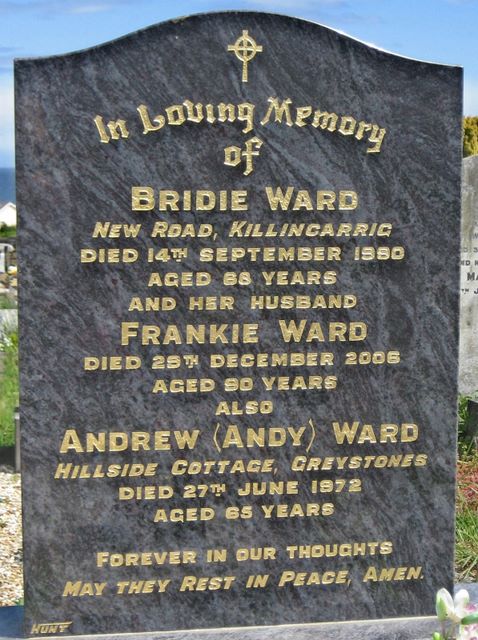 In Loving Memory
of
BRIDIE WARD
NEW ROAD, KILLINCARRIG
DIED 14TH SEPTEMBER 1990
AGED 68 YEARS
AND HER HUSBAND
FRANKIE WARD
DIED 29TH DECEMBER 2006
AGED 90 YEARS
ALSO
ANDREW (ANDY) WARD
HILLSIDE COTTAGE, GREYSTONES
DIED 27TH JUNE 1972
AGED 65 YEARS
FOREVER IN OUR THOUGHTS
MAY THEY REST IN PEACE, AMEN.
HUNT